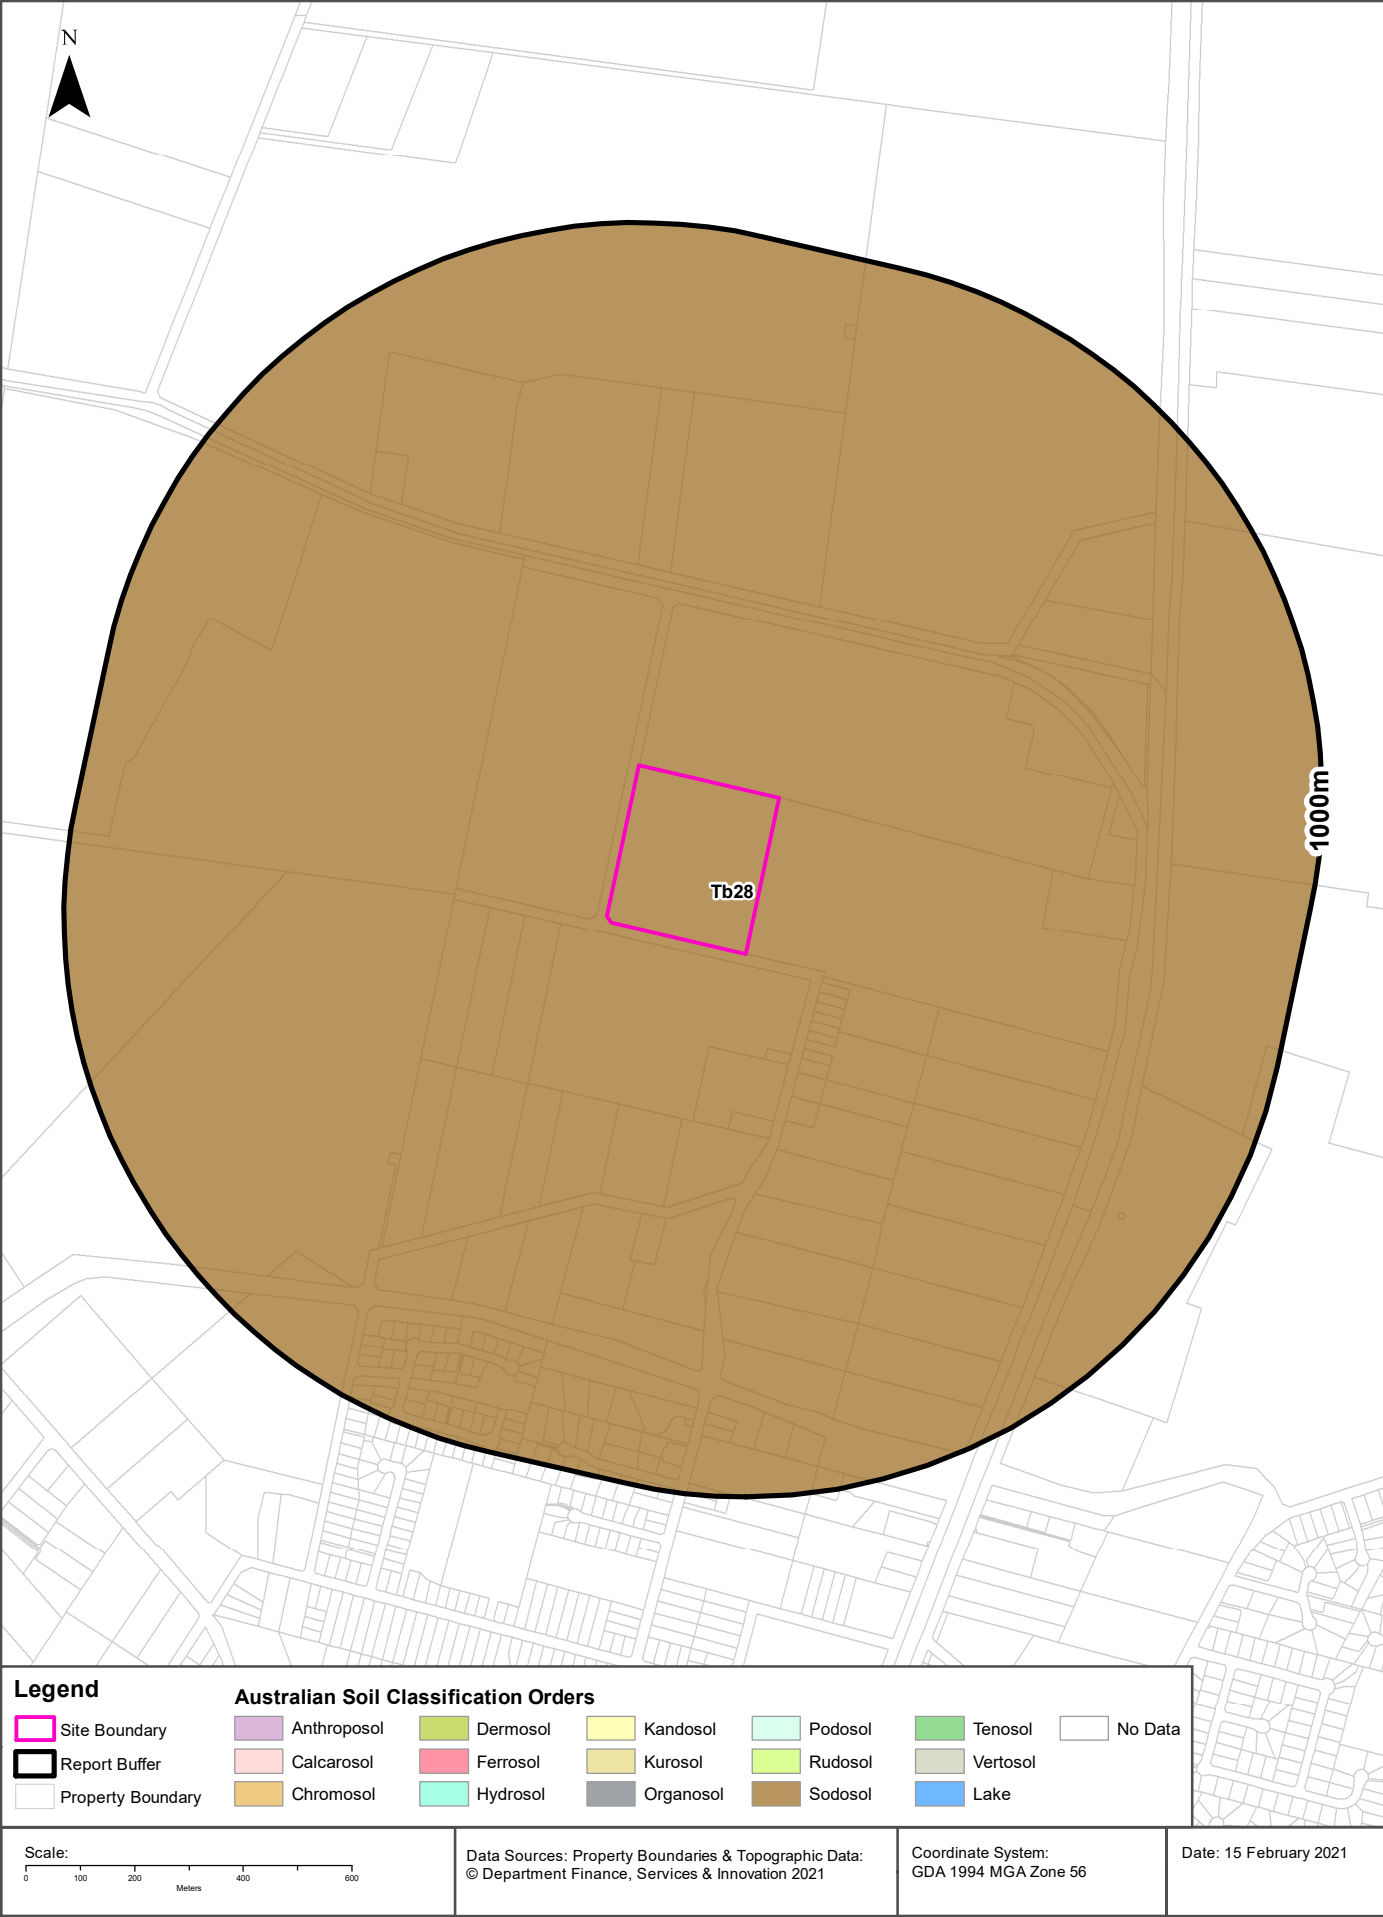 N
1000m
Tb28
Legend
Site Boundary
Report Buffer
Property Boundary
Australian Soil Classification Orders
Anthroposol
Calcarosol
Chromosol
Dermosol
Ferrosol
Hydrosol
Kandosol
Kurosol
Organosol
Podosol
Rudosol
Sodosol
Tenosol
Vertosol
Lake
No Data
Scale:
0 100 200 400 600
Meters
Data Sources: Property Boundaries & Topographic Data:
© Department Finance, Services & Innovation 2021
Coordinate System:
GDA 1994 MGA Zone 56
Date: 15 February 2021